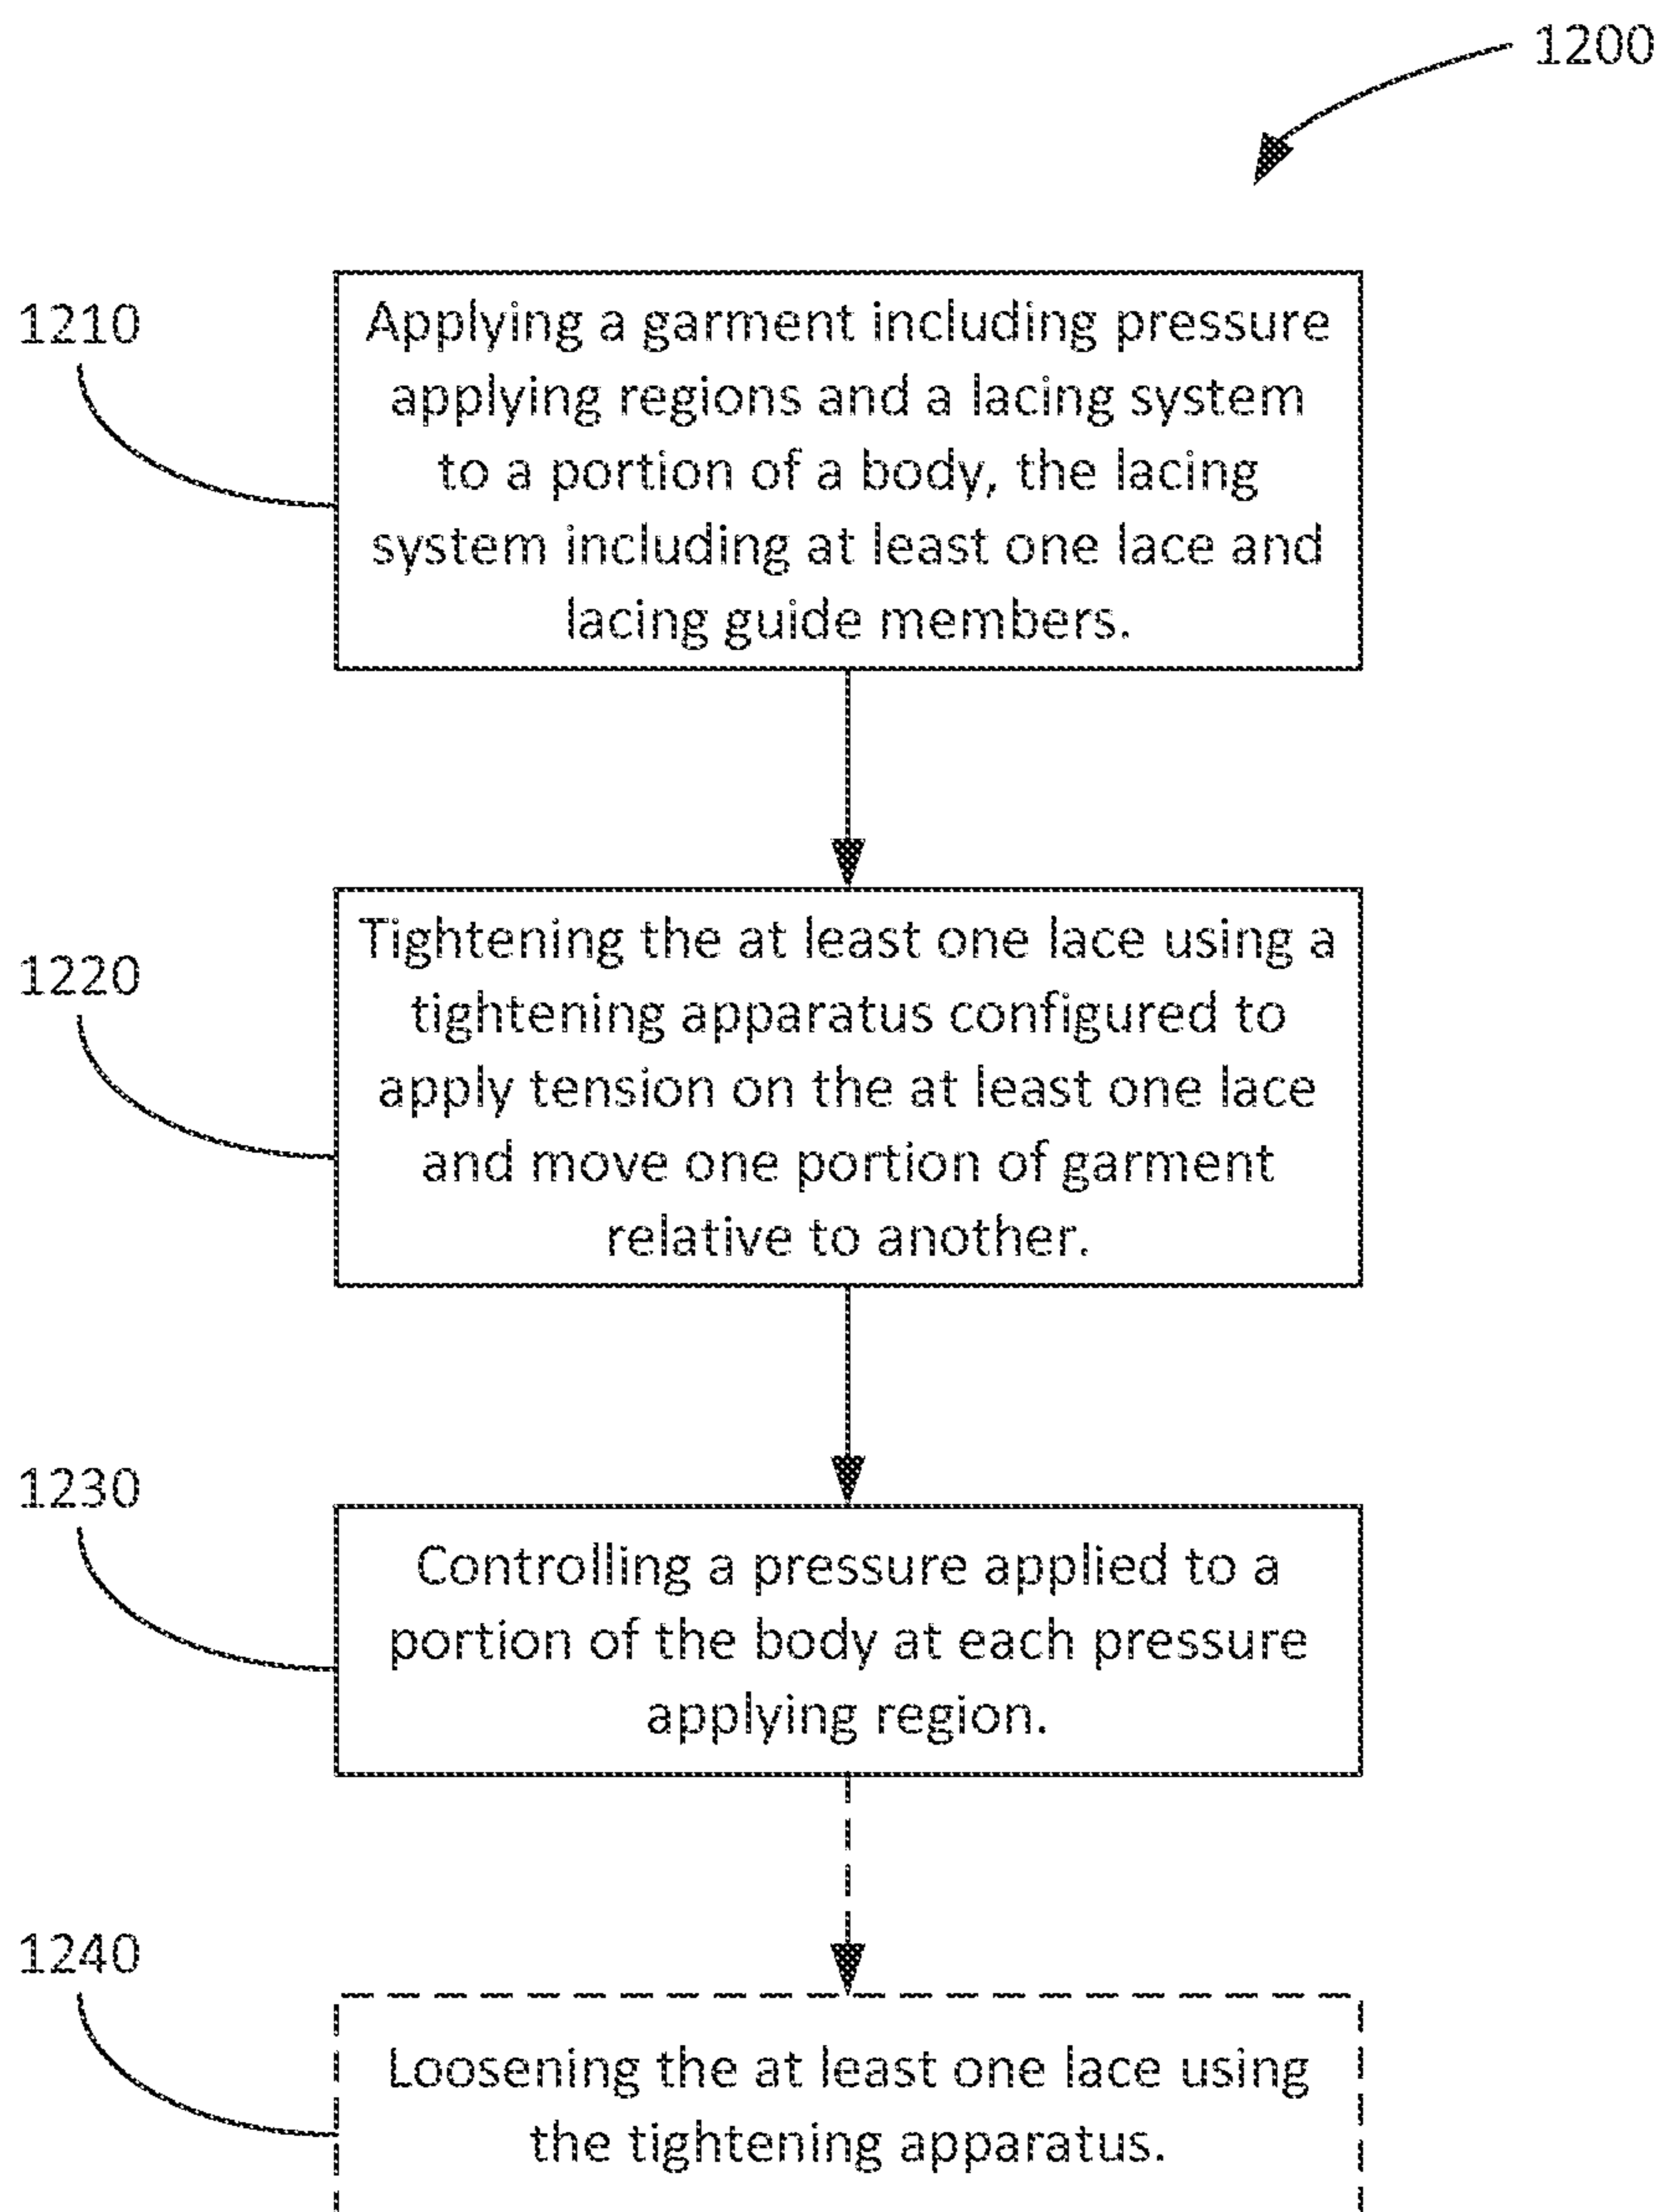 1200
1210
Applying a garment including pressure
applying regions and a lacing system
to a portion of a body, the lacing
system including at least one lace and
lacing guide members.
1220
Tightening the at least one lace using a
tightening apparatus configured to
apply tension on the at least one lace
and move one portion of garment
relative to another.
1230
Controlling a pressure applied to a
portion of the body at each pressure
applying region.
1240
Loosening the at least one lace using
the tightening apparatus.